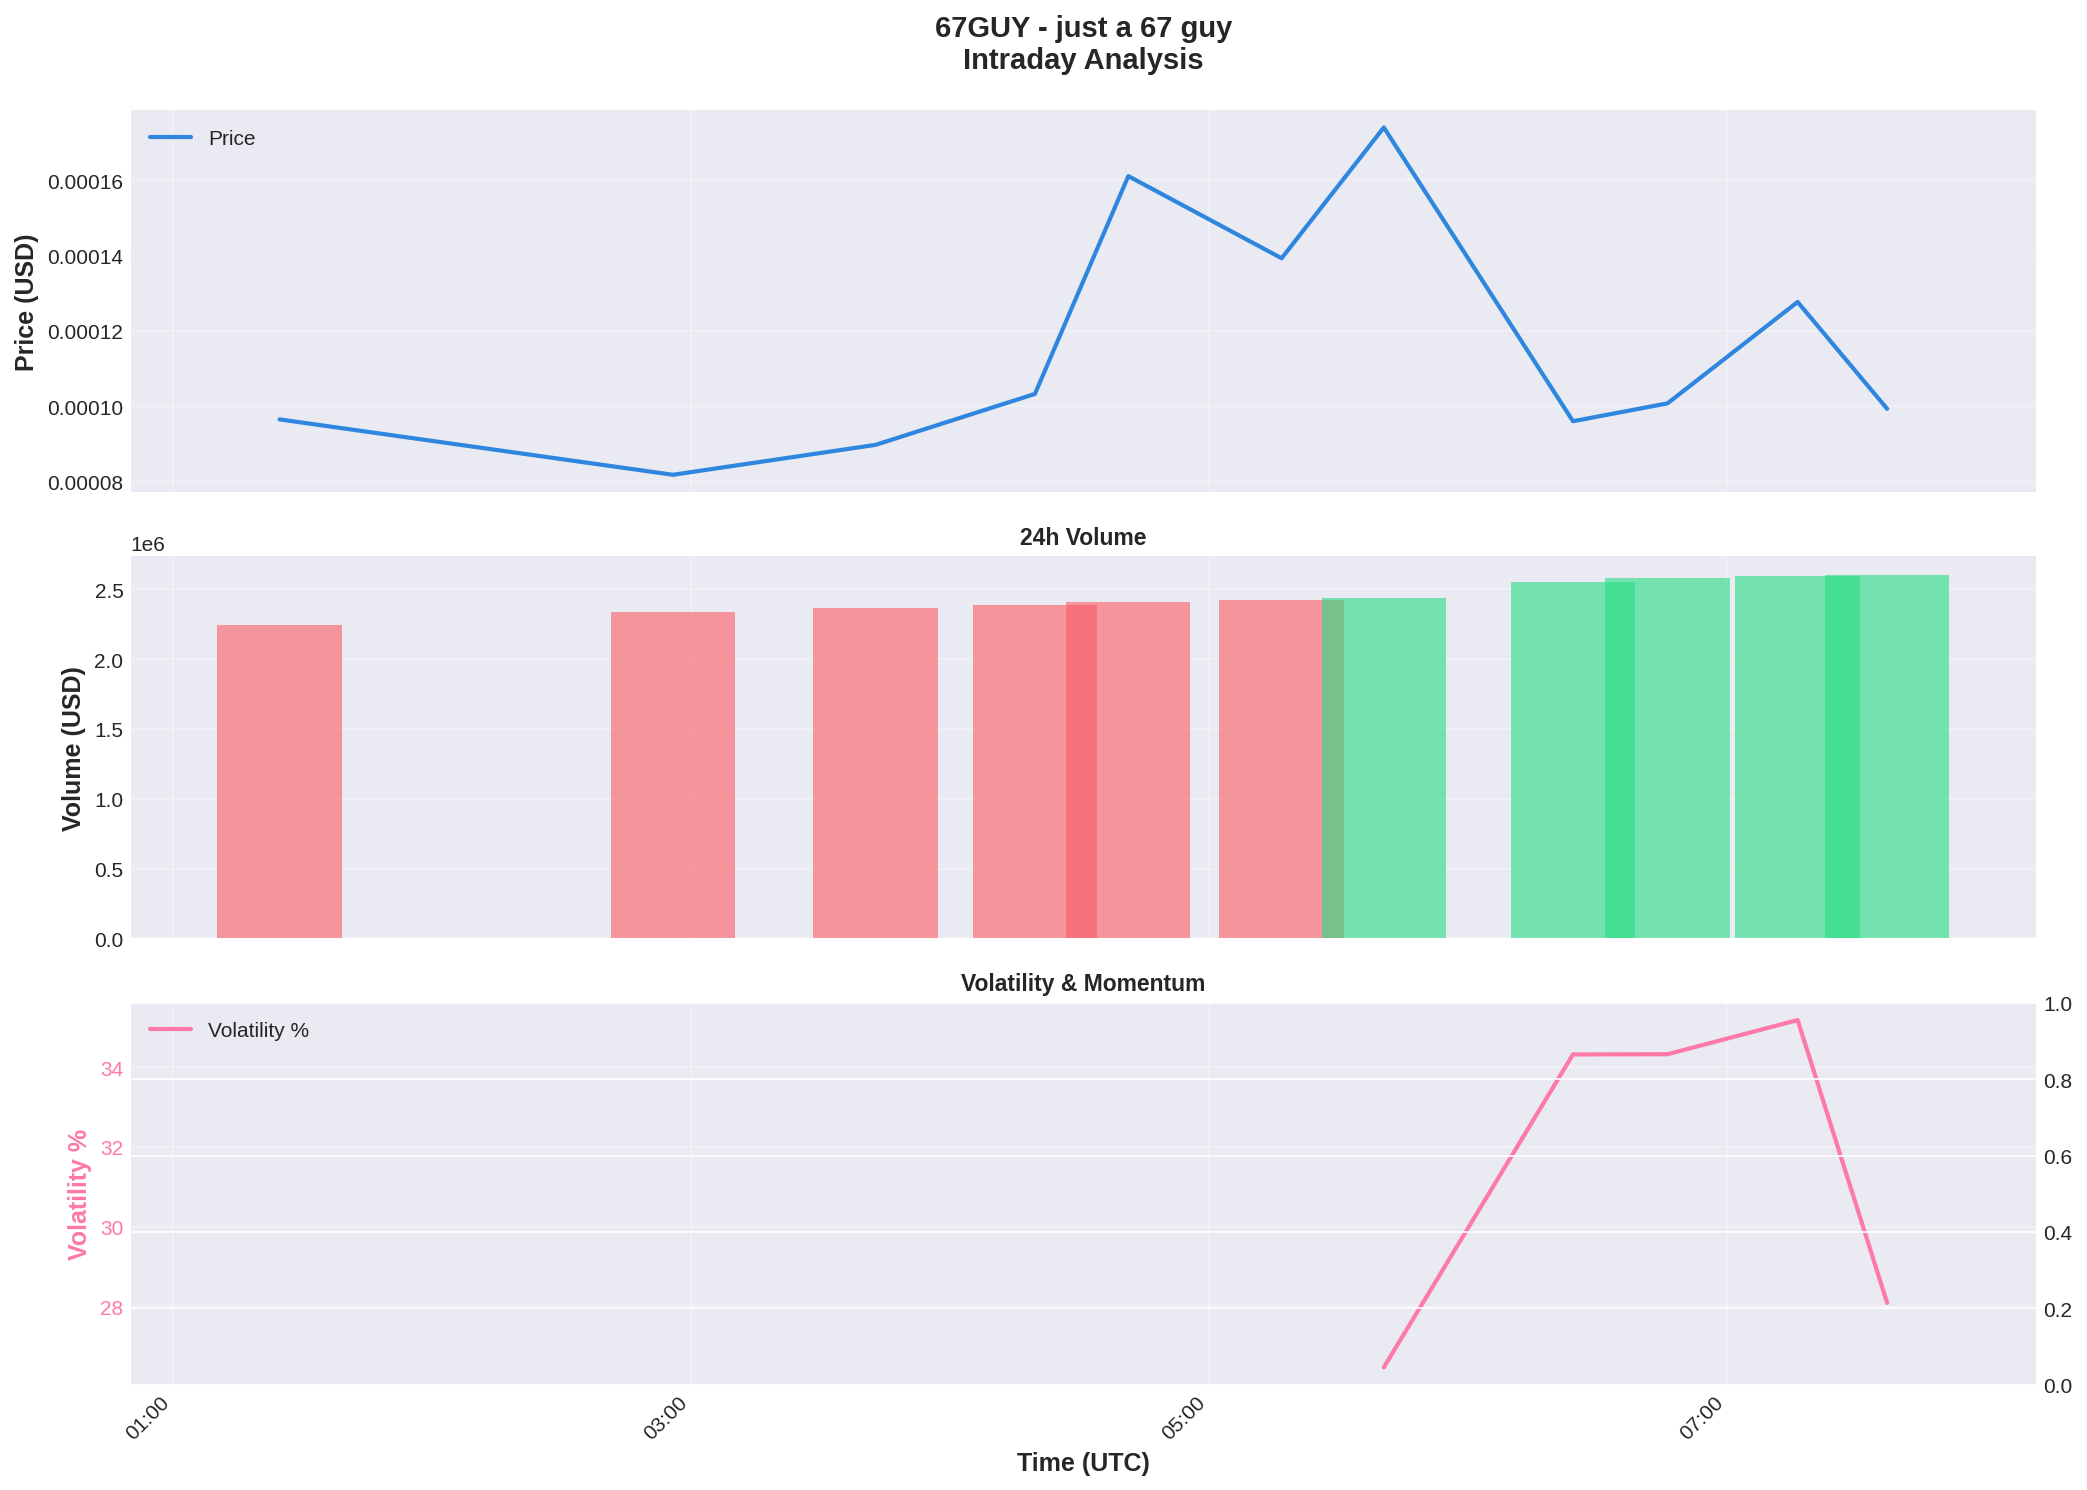 67GUY - just a 67 guy
Intraday Analysis
Price
0.00016
0.00014
0.00012
0.00010
0.00008
Price (USD)
24h Volume
1e6
2.5
2.0
1.5
1.0
0.5
0.0
Volume (USD)
Volatility & Momentum
Volatility %
34
32
30
28
Volatility %
1.0
0.8
0.6
0.4
0.2
0.0
01:00
03:00
05:00
07:00
Time (UTC)